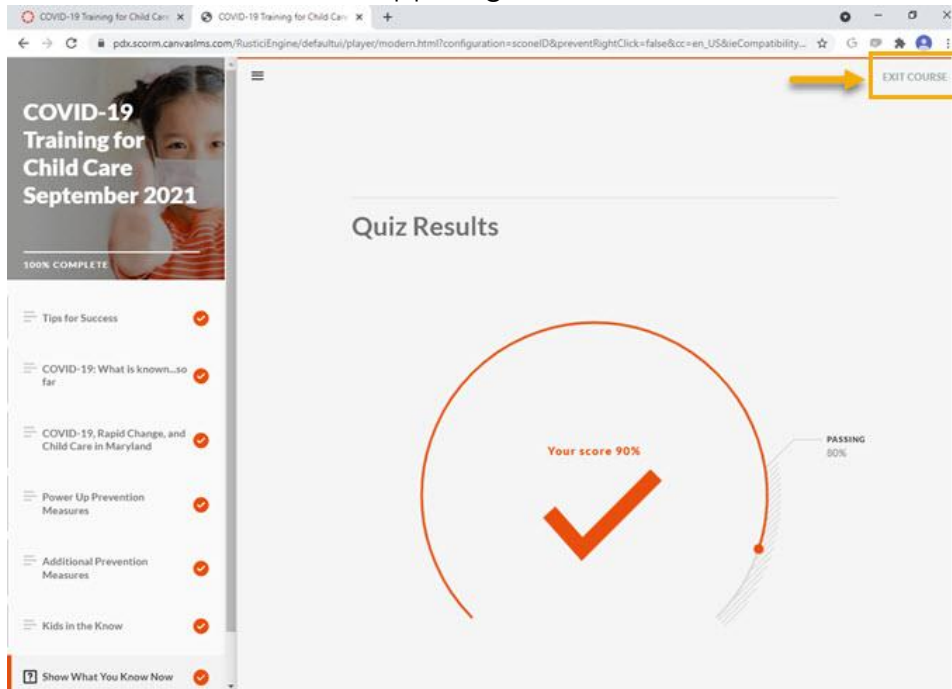 COVID-19 Training for Child Care
COVID-19 Training for Child Care
pdx.scorm.canvaslms.com/RusticiEngine/defaultui/player/modern.html?configuration=sconeID&preventRightClick=false&cc=en_US&ieCompatibility...
EXIT COURSE
COVID-19
Training for
Child Care
September 2021
100% COMPLETE
Tips for Success
COVID-19: What is known...so
far
COVID-19, Rapid Change, and
Child Care in Maryland
Power Up Prevention
Measures
Additional Prevention
Measures
Kids in the Know
Show What You Know Now
Quiz Results
Your score 90%
PASSING
80%